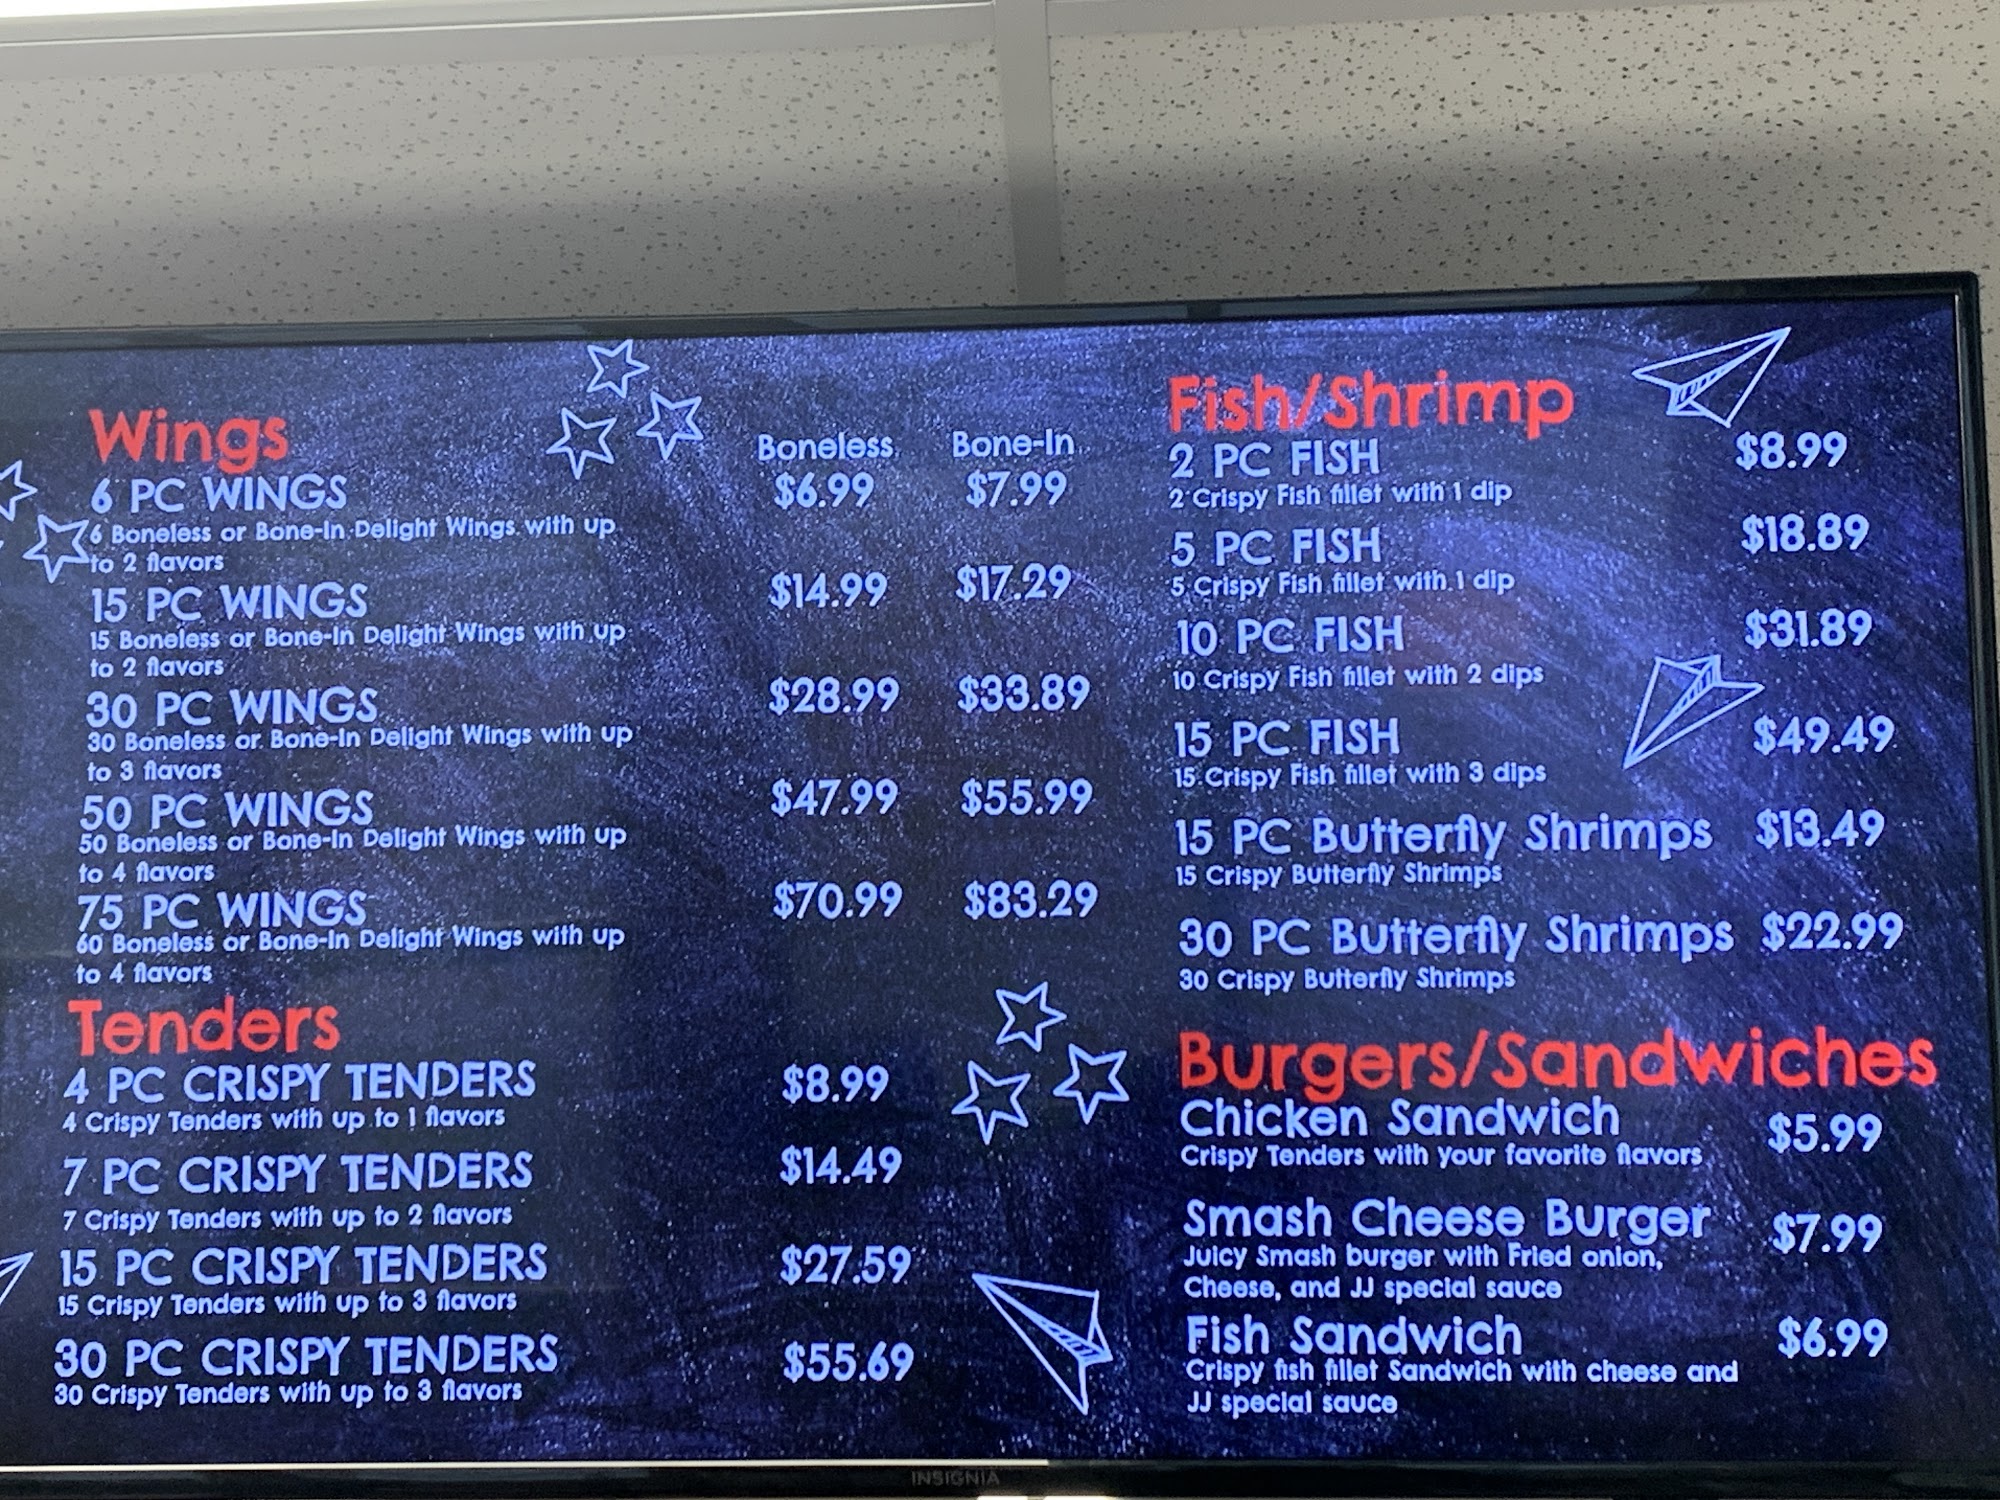 Wings
Boneless Bone-In
6 PC WINGS $6.99 $7.99
6 Boneless or Bone-In Delight Wings with up
to 2 flavors
15 PC WINGS $14.99 $17.29
15 Boneless or Bone-In Delight Wings with up
to 2 flavors
30 PC WINGS $28.99 $33.89
30 Boneless or Bone-In Delight Wings with up
to 3 flavors
50 PC WINGS $47.99 $55.99
50 Boneless or Bone-In Delight Wings with up
to 4 flavors
75 PC WINGS $70.99 $83.29
60 Boneless or Bone-In Delight Wings with up
to 4 flavors
Tenders
4 PC CRISPY TENDERS $8.99
4 Crispy Tenders with up to 1 flavors
7 PC CRISPY TENDERS $14.49
7 Crispy Tenders with up to 2 flavors
15 PC CRISPY TENDERS $27.59
15 Crispy Tenders with up to 3 flavors
30 PC CRISPY TENDERS $55.69
30 Crispy Tenders with up to 3 flavors
Fish/Shrimp
2 PC FISH $8.99
2 Crispy Fish fillet with 1 dip
5 PC FISH $18.89
5 Crispy Fish fillet with 1 dip
10 PC FISH $31.89
10 Crispy Fish fillet with 2 dips
15 PC FISH $49.49
15 Crispy Fish fillet with 3 dips
15 PC Butterfly Shrimps $13.49
15 Crispy Butterfly Shrimps
30 PC Butterfly Shrimps $22.99
30 Crispy Butterfly Shrimps
Burgers/Sandwiches
Chicken Sandwich $5.99
Crispy Tenders with your favorite flavors
Smash Cheese Burger $7.99
Juicy Smash burger with Fried onion,
Cheese, and JJ special sauce
Fish Sandwich $6.99
Crispy fish fillet Sandwich with cheese and
JJ special sauce
INSIGNIA